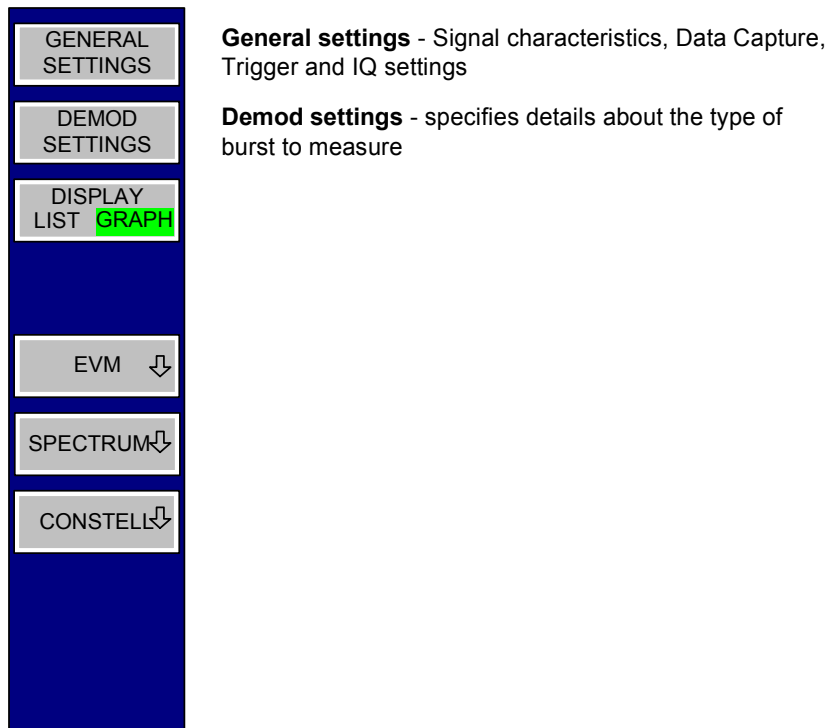 GENERAL
SETTINGS
General settings - Signal characteristics, Data Capture,
Trigger and IQ settings
DEMOD
SETTINGS
Demod settings - specifies details about the type of
burst to measure
DISPLAY
LIST GRAPH
EVM
SPECTRUM
CONSTELL